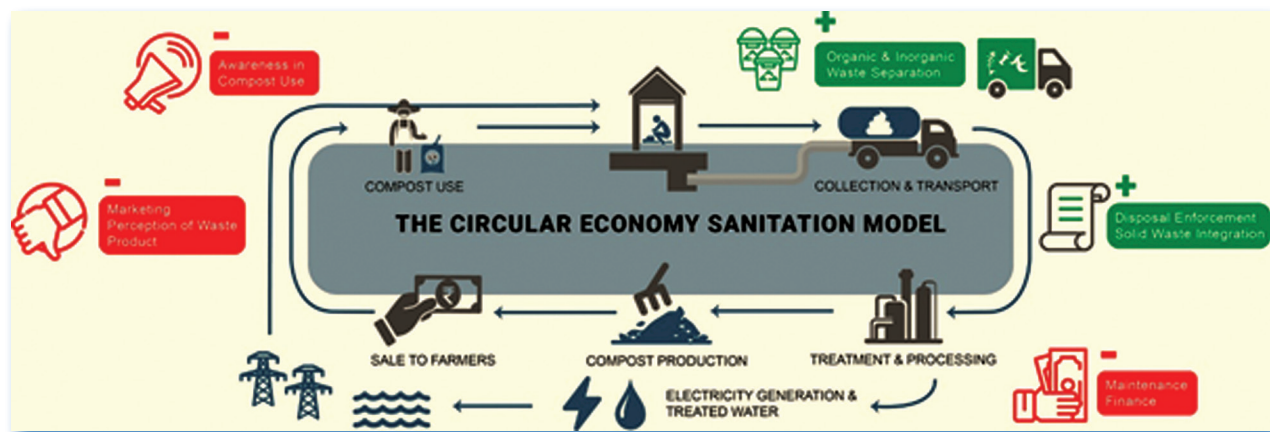 Awareness in
Compost Use
Organic & Inorganic
Waste Separation
COMPOST USE
COLLECTION & TRANSPORT
Marketing
Perception of Waste
Product
THE CIRCULAR ECONOMY SANITATION MODEL
Disposal Enforcement
Solid Waste Integration
SALE TO FARMERS
COMPOST PRODUCTION
TREATMENT & PROCESSING
ELECTRICITY GENERATION &
TREATED WATER
Maintenance
Finance